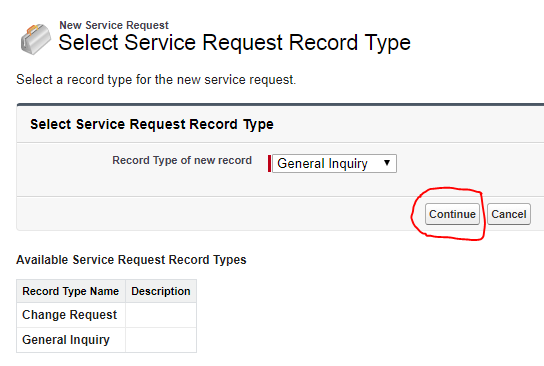 New Service Request
Select Service Request Record Type
Select a record type for the new service request.
Select Service Request Record Type
Record Type of new record General Inquiry
Continue Cancel
Available Service Request Record Types
Record Type Name Description
Change Request
General Inquiry